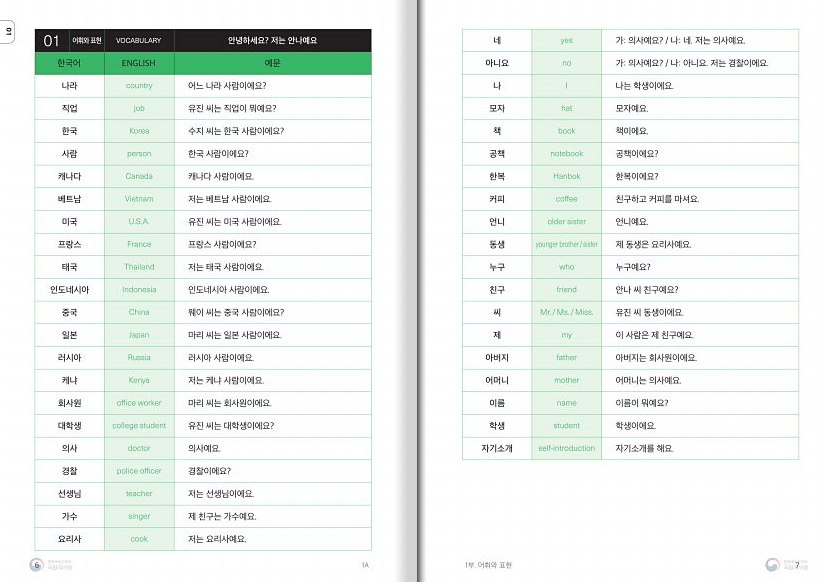 01
01 어휘와 표현 VOCABULARY 안녕하세요? 저는 안나예요
한국어 ENGLISH 예문
나라 country 어느 나라 사람이에요?
직업 job 유진 씨는 직업이 뭐예요?
한국 Korea 수지 씨는 한국 사람이에요?
사람 person 한국 사람이에요?
캐나다 Canada 캐나다 사람이에요.
베트남 Vietnam 저는 베트남 사람이에요.
미국 U.S.A. 유진 씨는 미국 사람이에요.
프랑스 France 프랑스 사람이에요?
태국 Thailand 저는 태국 사람이에요.
인도네시아 Indonesia 인도네시아 사람이에요.
중국 China 웨이 씨는 중국 사람이에요?
일본 Japan 마리 씨는 일본 사람이에요.
러시아 Russia 러시아 사람이에요.
케냐 Kenya 저는 케냐 사람이에요.
회사원 office worker 마리 씨는 회사원이에요.
대학생 college student 유진 씨는 대학생이에요?
의사 doctor 의사예요.
경찰 police officer 경찰이에요?
선생님 teacher 저는 선생님이에요.
가수 singer 제 친구는 가수예요.
요리사 cook 저는 요리사예요.
6
국립국어원
1A
네 yes 가: 의사예요? / 나: 네. 저는 의사예요.
아니요 no 가: 의사예요? / 나: 아니요. 저는 경찰이에요.
나 I 나는 학생이에요.
모자 hat 모자예요.
책 book 책이에요.
공책 notebook 공책이에요?
한복 Hanbok 한복이에요?
커피 coffee 친구하고 커피를 마셔요.
언니 older sister 언니예요.
동생 younger brother / sister 제 동생은 요리사예요.
누구 who 누구예요?
친구 friend 안나 씨 친구예요?
씨 Mr. / Ms. / Miss. 유진 씨 동생이에요.
제 my 이 사람은 제 친구예요.
아버지 father 아버지는 회사원이에요.
어머니 mother 어머니는 의사예요.
이름 name 이름이 뭐예요?
학생 student 학생이에요.
자기소개 self-introduction 자기소개를 해요.
1부. 어휘와 표현
국립국어원
7